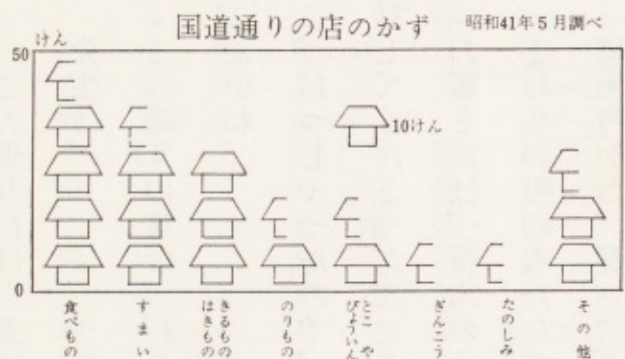 国道通りの店のかず
昭和41年5月調べ
けん
50
10けん
0
食べもの
すまい
きるもの
はきもの
のりもの
とこや
びょういん
ぎんこう
たのしみ
その他